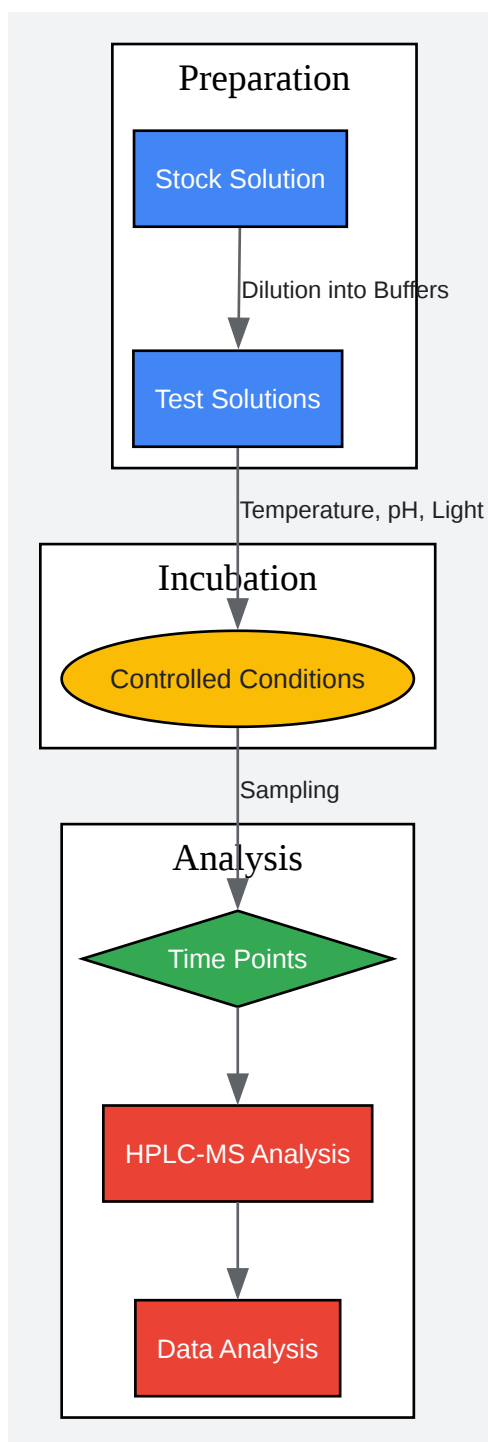 Preparation
Stock Solution
Dilution into Buffers
Test Solutions
Temperature, pH, Light
Incubation
Controlled Conditions
Sampling
Analysis
Time Points
HPLC-MS Analysis
Data Analysis